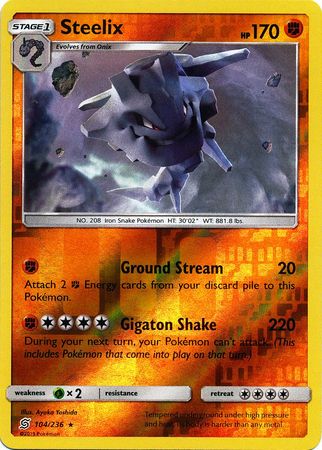 STAGE 1 Steelix HP 170
Evolves from Onix
NO. 208 Iron Snake Pokémon HT: 30'02" WT: 881.8 lbs.
Ground Stream 20
Attach 2 Energy cards from your discard pile to this
Pokémon.
Gigaton Shake 220
During your next turn, your Pokémon can't attack. (This
includes Pokémon that come into play on that turn.)
weakness ×2 resistance retreat
Illus. Ayaka Yoshida
104/236 ★
©2019 Pokémon
Tempered underground under high pressure
and heat, its body is harder than any metal.